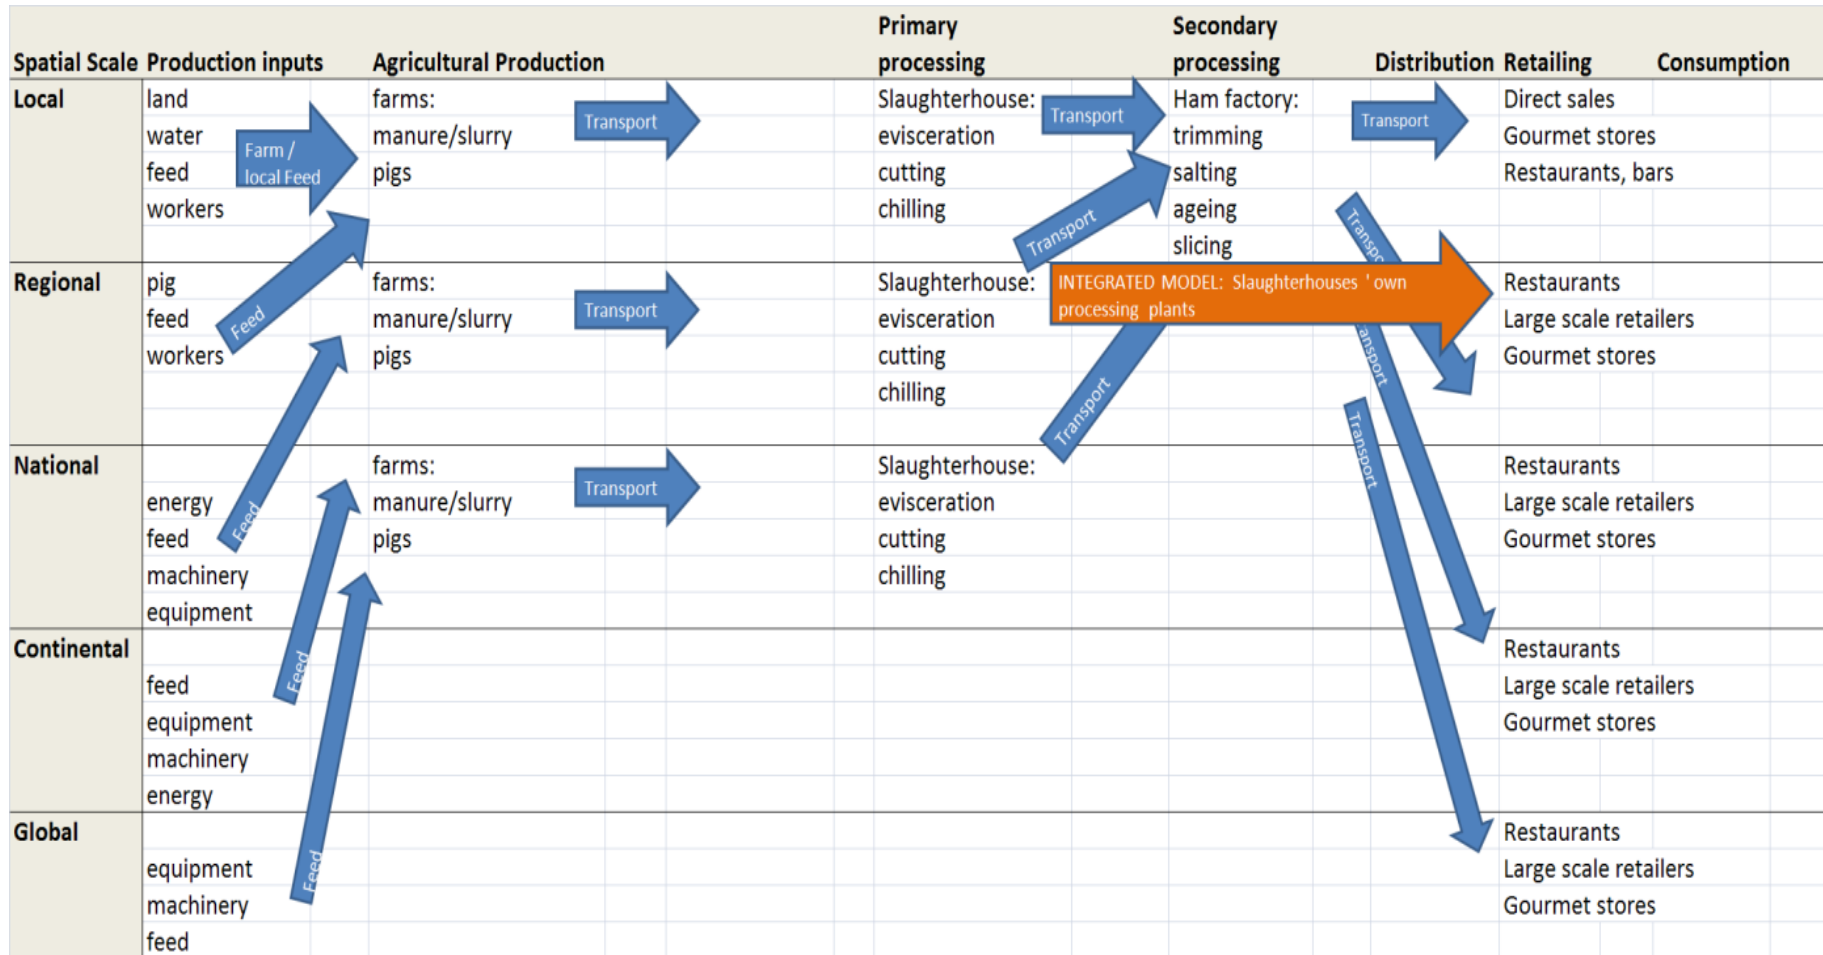 Spatial Scale Production inputs Agricultural Production Primary processing Secondary processing Distribution Retailing Consumption
Local land farms: Slaughterhouse: Ham factory: Direct sales
Transport Transport Transport
water manure/slurry evisceration trimming Gourmet stores
Farm /
local Feed
feed pigs cutting salting Restaurants, bars
workers chilling ageing
Transport Transpo
slicing
Regional pig farms: Slaughterhouse: Restaurants
INTEGRATED MODEL: Slaughterhouses ' own
processing plants
Feed Transport
feed manure/slurry evisceration Large scale retailers
workers pigs cutting Gourmet stores
ransport
chilling
Transport
Transport
National farms: Slaughterhouse: Restaurants
Transport
energy manure/slurry evisceration Large scale retailers
Feed
feed pigs cutting Gourmet stores
machinery chilling
equipment
Continental Restaurants
Feed
feed Large scale retailers
equipment Gourmet stores
machinery
energy
Global Restaurants
equipment Large scale retailers
Feed
machinery Gourmet stores
feed